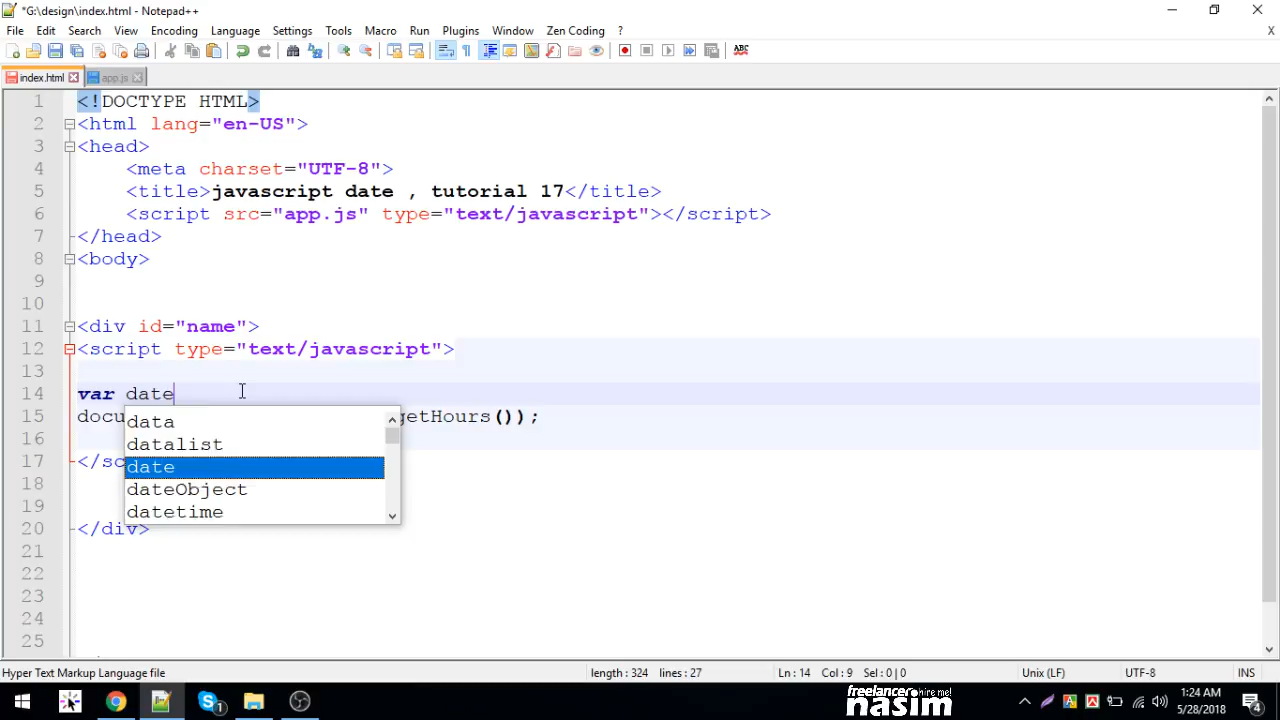 *G:\design\index.html - Notepad++
File Edit Search View Encoding Language Settings Tools Macro Run Plugins Window Zen Coding ? X
ABC
index.html app.js
1 <!DOCTYPE HTML>
2 <html lang="en-US">
3 <head>
4 <meta charset="UTF-8">
5 <title>javascript date , tutorial 17</title>
6 <script src="app.js" type="text/javascript"></script>
7 </head>
8 <body>
9
10
11 <div id="name">
12 <script type="text/javascript">
13
14 var date
15 docu getHours());
data
16
datalist
17 </sc
date
18
dateObject
19
datetime
20 </div>
21
22
23
24
25
Hyper Text Markup Language file length : 324 lines : 27 Ln : 14 Col : 9 Sel : 0 | 0 Unix (LF) UTF-8 INS
freelancer hire me!
nasim
1:24 AM
5/28/2018
1
4